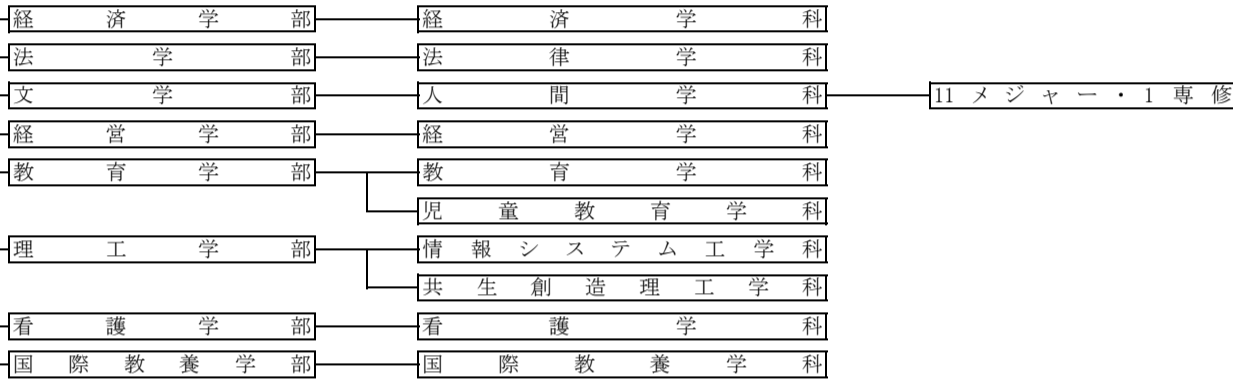 経済学部 経済学科
法学部 法律学科
文学部 人間学科 11メジャー・1専修
経営学部 経営学科
教育学部 教育学科
児童教育学科
理工学部 情報システム工学科
共生創造理工学科
看護学部 看護学科
国際教養学部 国際教養学科